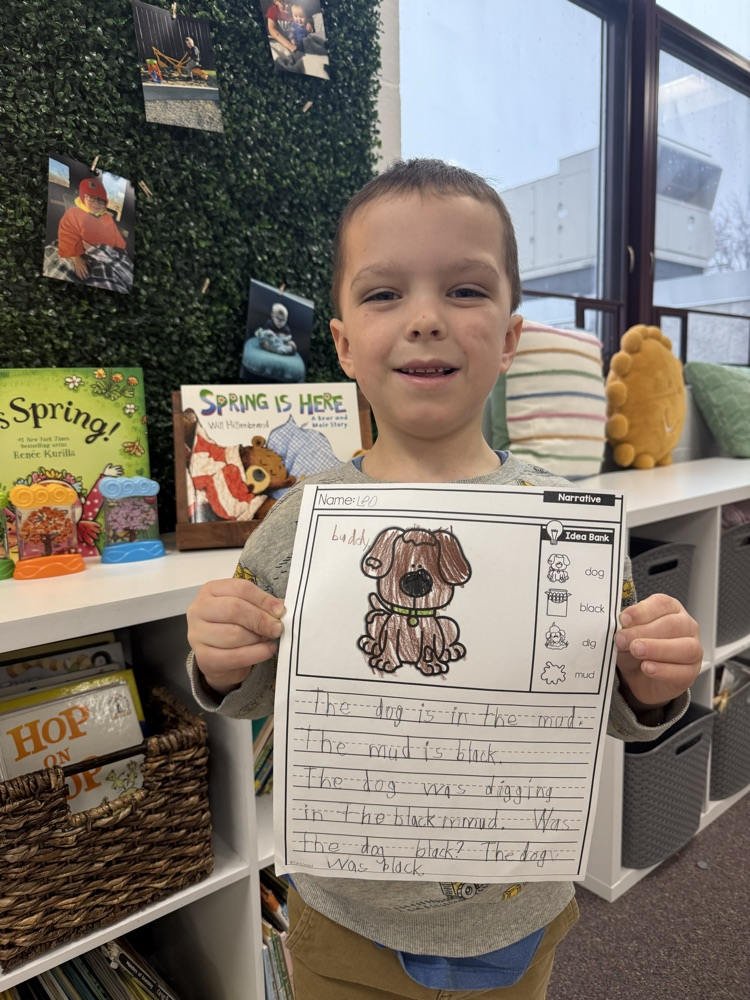 s Spring!
#1 New York Times
bestselling artist
Renée Kurilla
SPRING IS HERE
Will Hillenbrand
A Bear and
Mole Story
HOP
ON
Name: Leo
Narrative
buddy
Idea Bank
dog
black
dig
mud
The dog is in the mud.
The mud is black.
The dog was digging
in the black mud. Was
the dog black? The dog
was black.